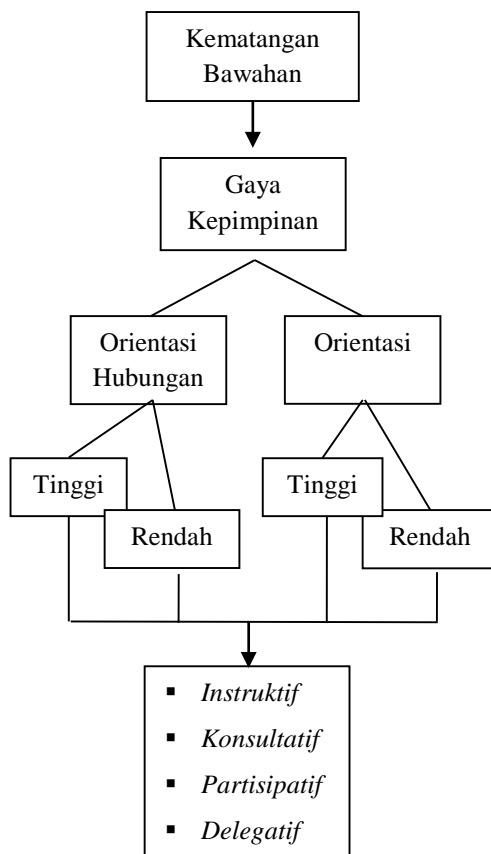 Kematangan
Bawahan
Gaya
Kepimpinan
Orientasi
Hubungan
Orientasi
Tinggi
Rendah
Tinggi
Rendah
▪ Instruktif
▪ Konsultatif
▪ Partisipatif
▪ Delegatif